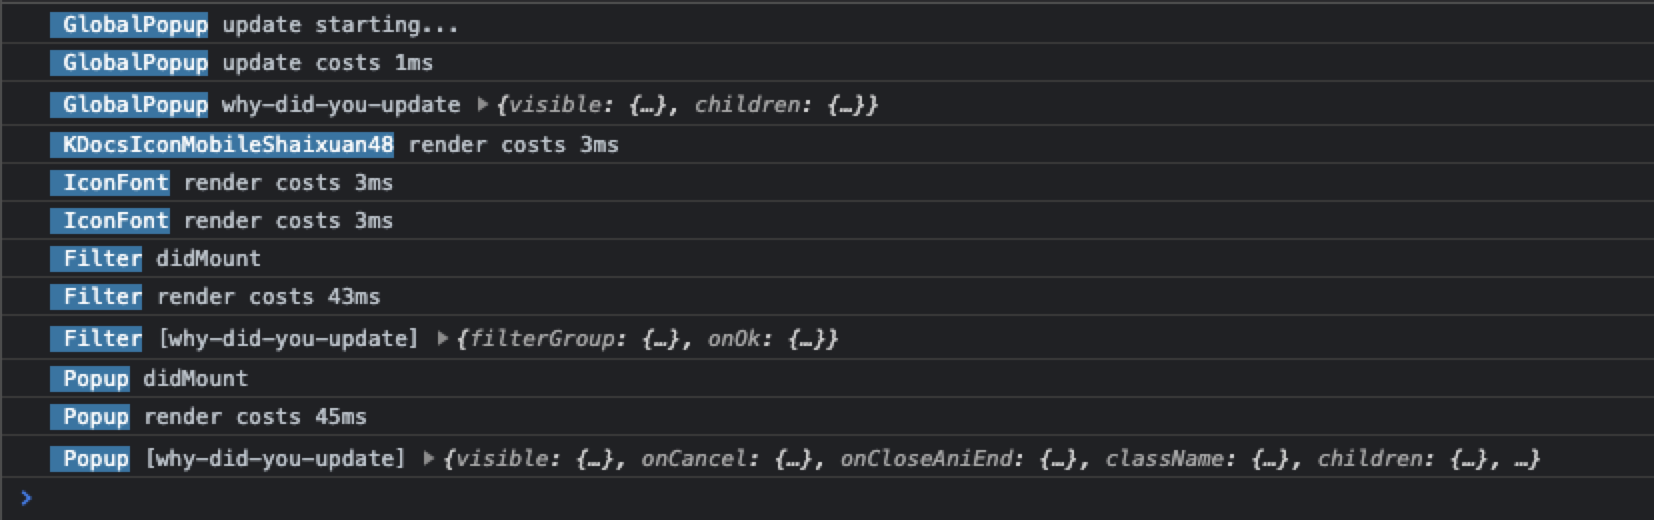 GlobalPopup update starting...
GlobalPopup update costs 1ms
GlobalPopup why-did-you-update ▶{visible: {…}, children: {…}}
KDocsIconMobileShaixuan48 render costs 3ms
IconFont render costs 3ms
IconFont render costs 3ms
Filter didMount
Filter render costs 43ms
Filter [why-did-you-update] ▶{filterGroup: {…}, onOk: {…}}
Popup didMount
Popup render costs 45ms
Popup [why-did-you-update] ▶{visible: {…}, onCancel: {…}, onCloseAniEnd: {…}, className: {…}, children: {…}, …}
>